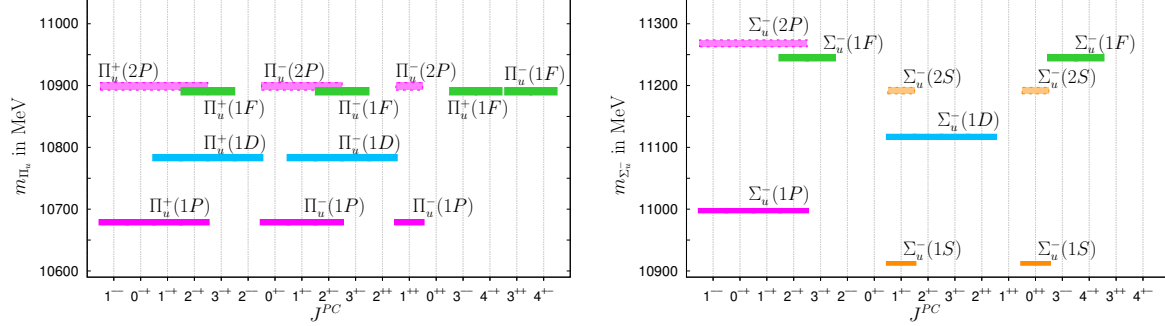 11000
10900
10800
10700
10600
m_{Π_u} in MeV
Π_u^+(2P) Π_u^-(2P) Π_u^-(2P) Π_u^-(1F)
Π_u^+(1F) Π_u^-(1F) Π_u^+(1F)
Π_u^+(1D) Π_u^-(1D)
Π_u^+(1P) Π_u^-(1P) Π_u^-(1P)
1^{--} 0^{-+} 1^{-+} 2^{-+} 3^{-+} 2^{--} 0^{+-} 1^{+-} 2^{+-} 3^{+-} 2^{++} 1^{++} 0^{++} 3^{--} 4^{-+} 3^{++} 4^{+-}
J^{PC}
11300
11200
11100
11000
10900
m_{Σ_u^-} in MeV
Σ_u^-(2P)
Σ_u^-(1F) Σ_u^-(1F)
Σ_u^-(2S) Σ_u^-(2S)
Σ_u^-(1D)
Σ_u^-(1P)
Σ_u^-(1S) Σ_u^-(1S)
1^{--} 0^{-+} 1^{-+} 2^{-+} 3^{-+} 2^{--} 0^{+-} 1^{+-} 2^{+-} 3^{+-} 2^{++} 1^{++} 0^{++} 3^{--} 4^{-+} 3^{++} 4^{+-}
J^{PC}